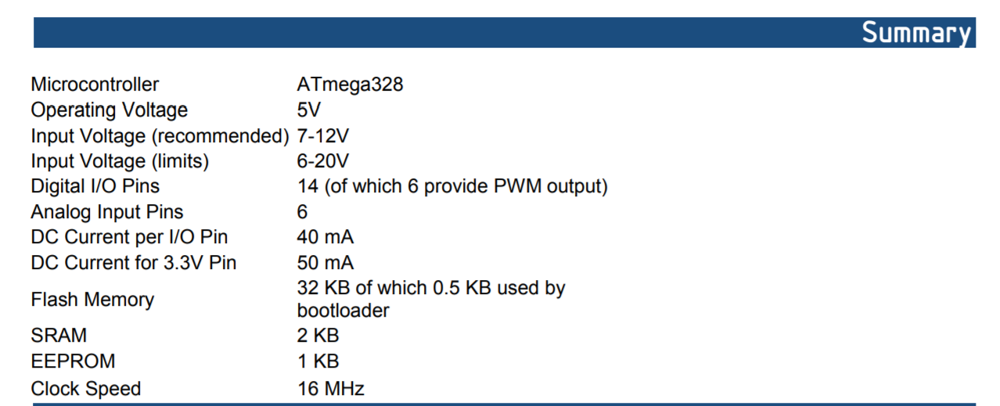 Summary
Microcontroller ATmega328
Operating Voltage 5V
Input Voltage (recommended) 7-12V
Input Voltage (limits) 6-20V
Digital I/O Pins 14 (of which 6 provide PWM output)
Analog Input Pins 6
DC Current per I/O Pin 40 mA
DC Current for 3.3V Pin 50 mA
Flash Memory 32 KB of which 0.5 KB used by
bootloader
SRAM 2 KB
EEPROM 1 KB
Clock Speed 16 MHz